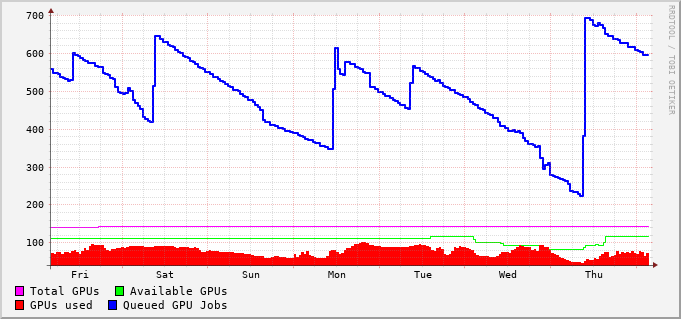 700
600
500
400
300
200
100
Fri Sat Sun Mon Tue Wed Thu
Total GPUs Available GPUs
GPUs used Queued GPU Jobs
RRDTOOL / TOBI OETIKER